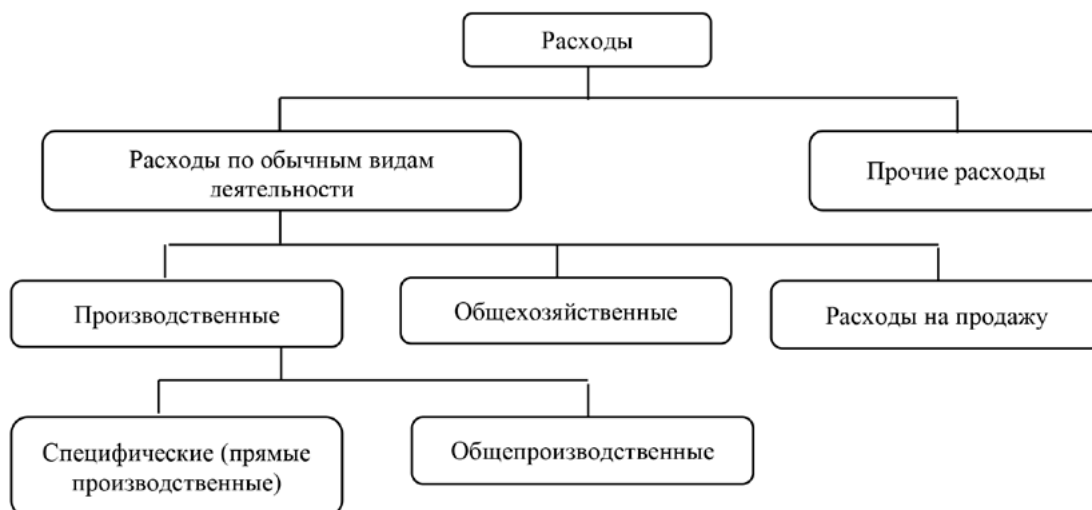 Расходы
Расходы по обычным видам
деятельности
Прочие расходы
Производственные
Общехозяйственные
Расходы на продажу
Специфические (прямые
производственные)
Общепроизводственные